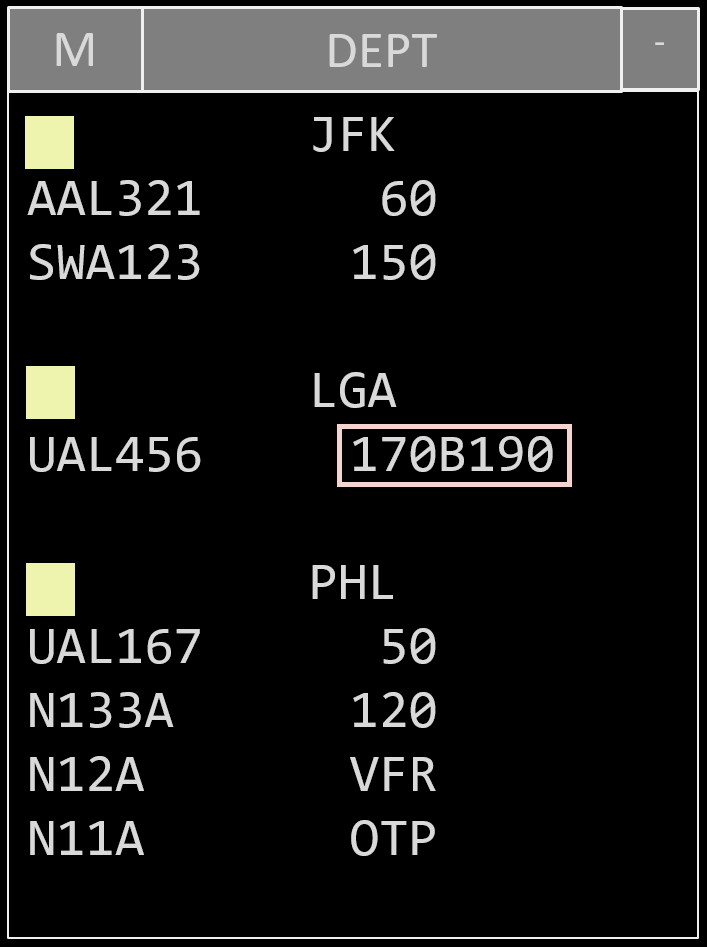 M DEPT -
JFK
AAL321 60
SWA123 150
LGA
UAL456 170B190
PHL
UAL167 50
N133A 120
N12A VFR
N11A OTP